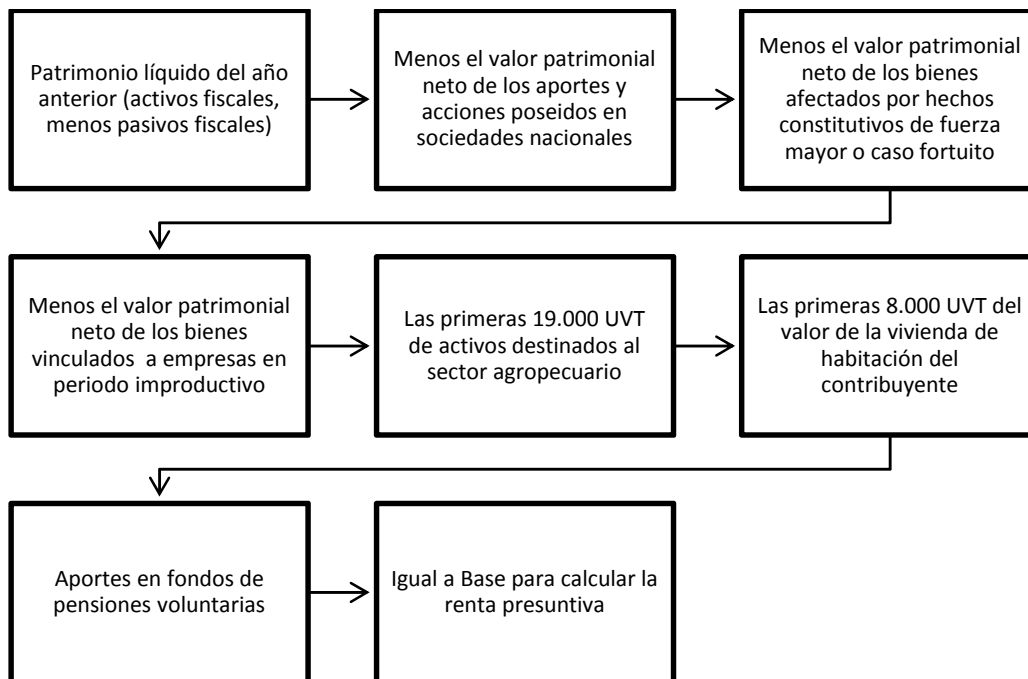 Patrimonio líquido del año
anterior (activos fiscales,
menos pasivos fiscales)
Menos el valor patrimonial
neto de los aportes y
acciones poseidos en
sociedades nacionales
Menos el valor patrimonial
neto de los bienes
afectados por hechos
constitutivos de fuerza
mayor o caso fortuito
Menos el valor patrimonial
neto de los bienes
vinculados a empresas en
periodo improductivo
Las primeras 19.000 UVT
de activos destinados al
sector agropecuario
Las primeras 8.000 UVT del
valor de la vivienda de
habitación del
contribuyente
Aportes en fondos de
pensiones voluntarias
Igual a Base para calcular la
renta presuntiva